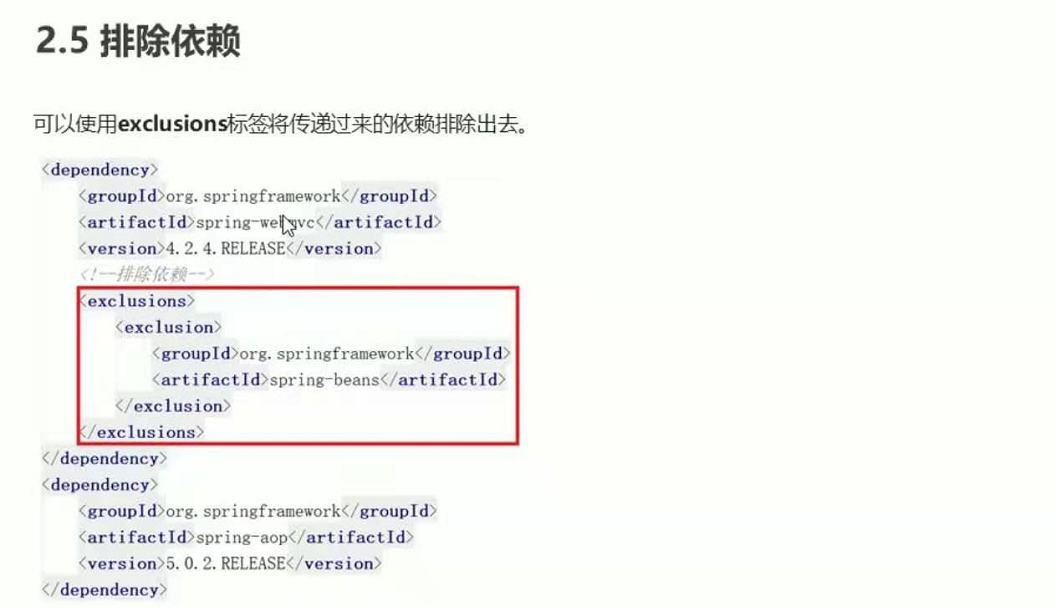 2.5 排除依赖
可以使用exclusions标签将传递过来的依赖排除出去。
<dependency>
<groupId>org.springframework</groupId>
<artifactId>spring-webmvc</artifactId>
<version>4.2.4.RELEASE</version>
<!--排除依赖-->
<exclusions>
<exclusion>
<groupId>org.springframework</groupId>
<artifactId>spring-beans</artifactId>
</exclusion>
</exclusions>
</dependency>
<dependency>
<groupId>org.springframework</groupId>
<artifactId>spring-aop</artifactId>
<version>5.0.2.RELEASE</version>
</dependency>